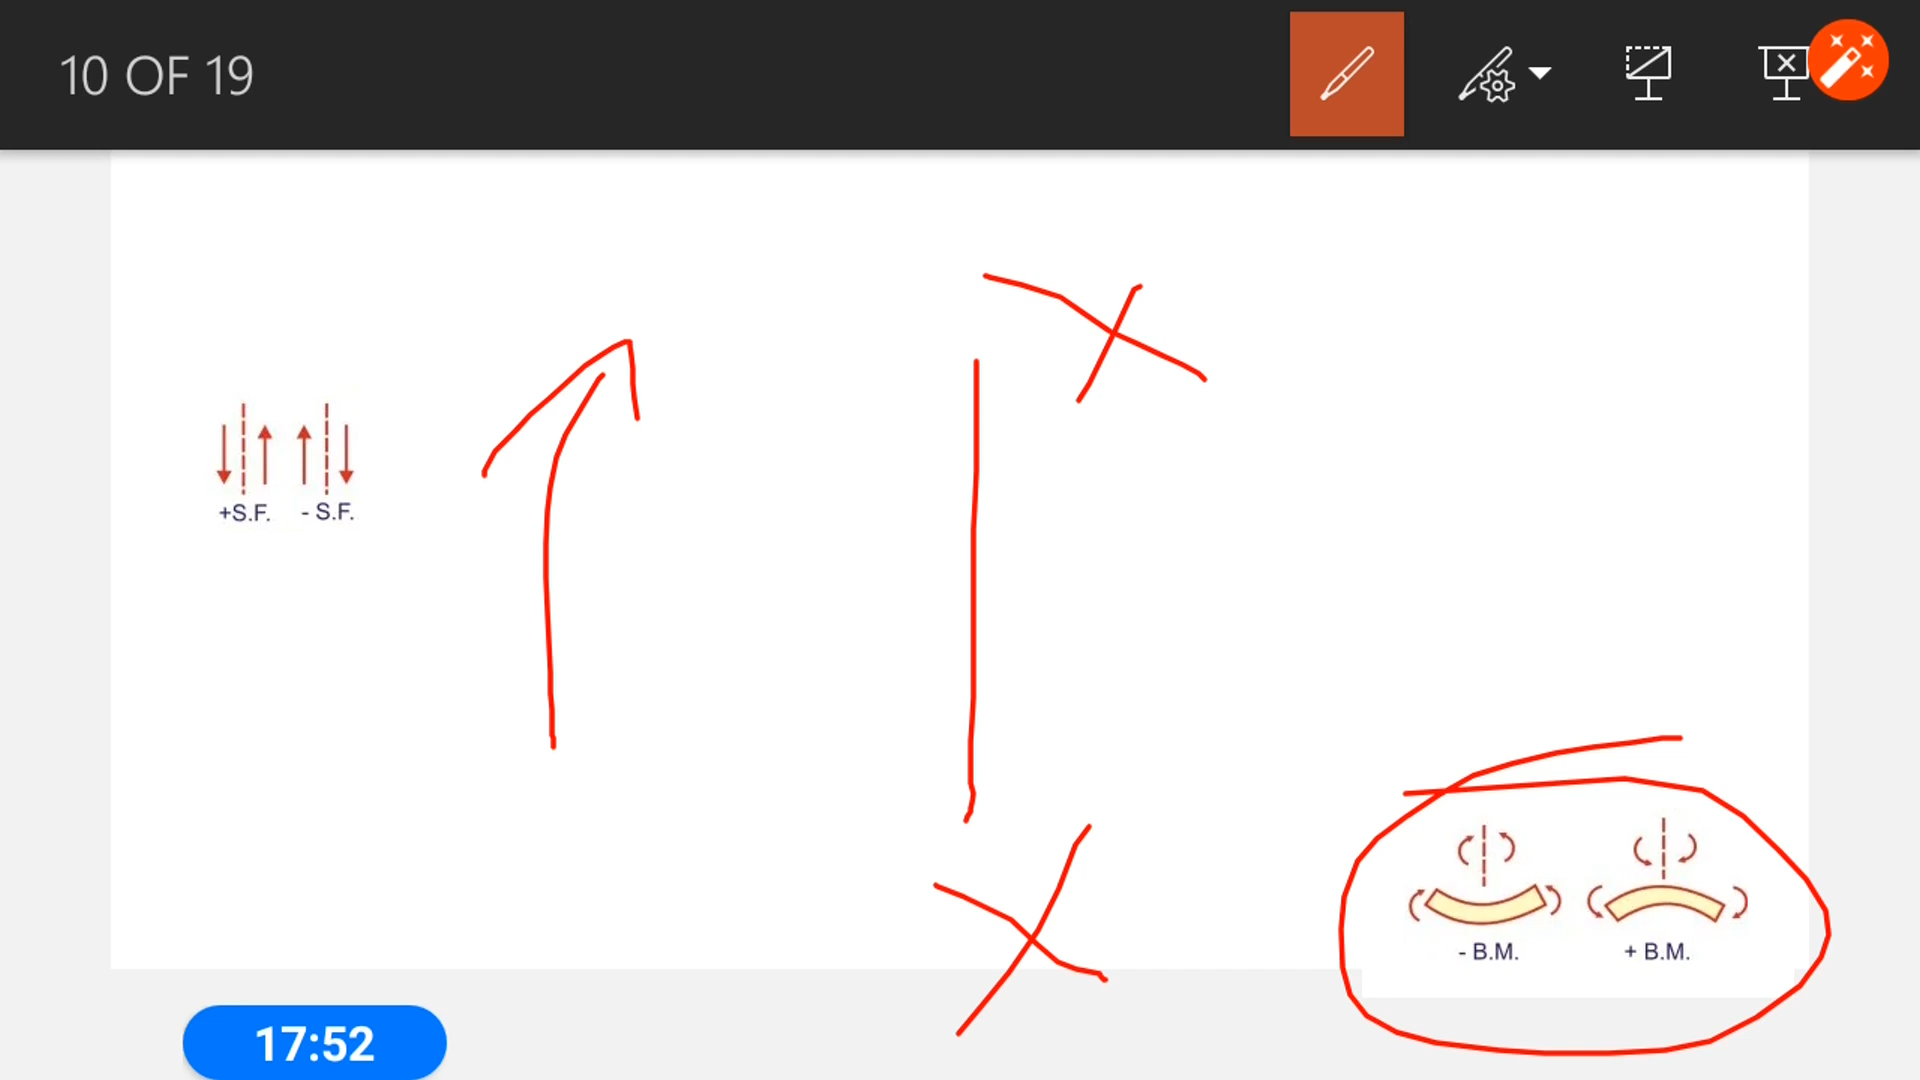 10 OF 19
+S.F. - S.F.
X
X
- B.M. + B.M.
17:52